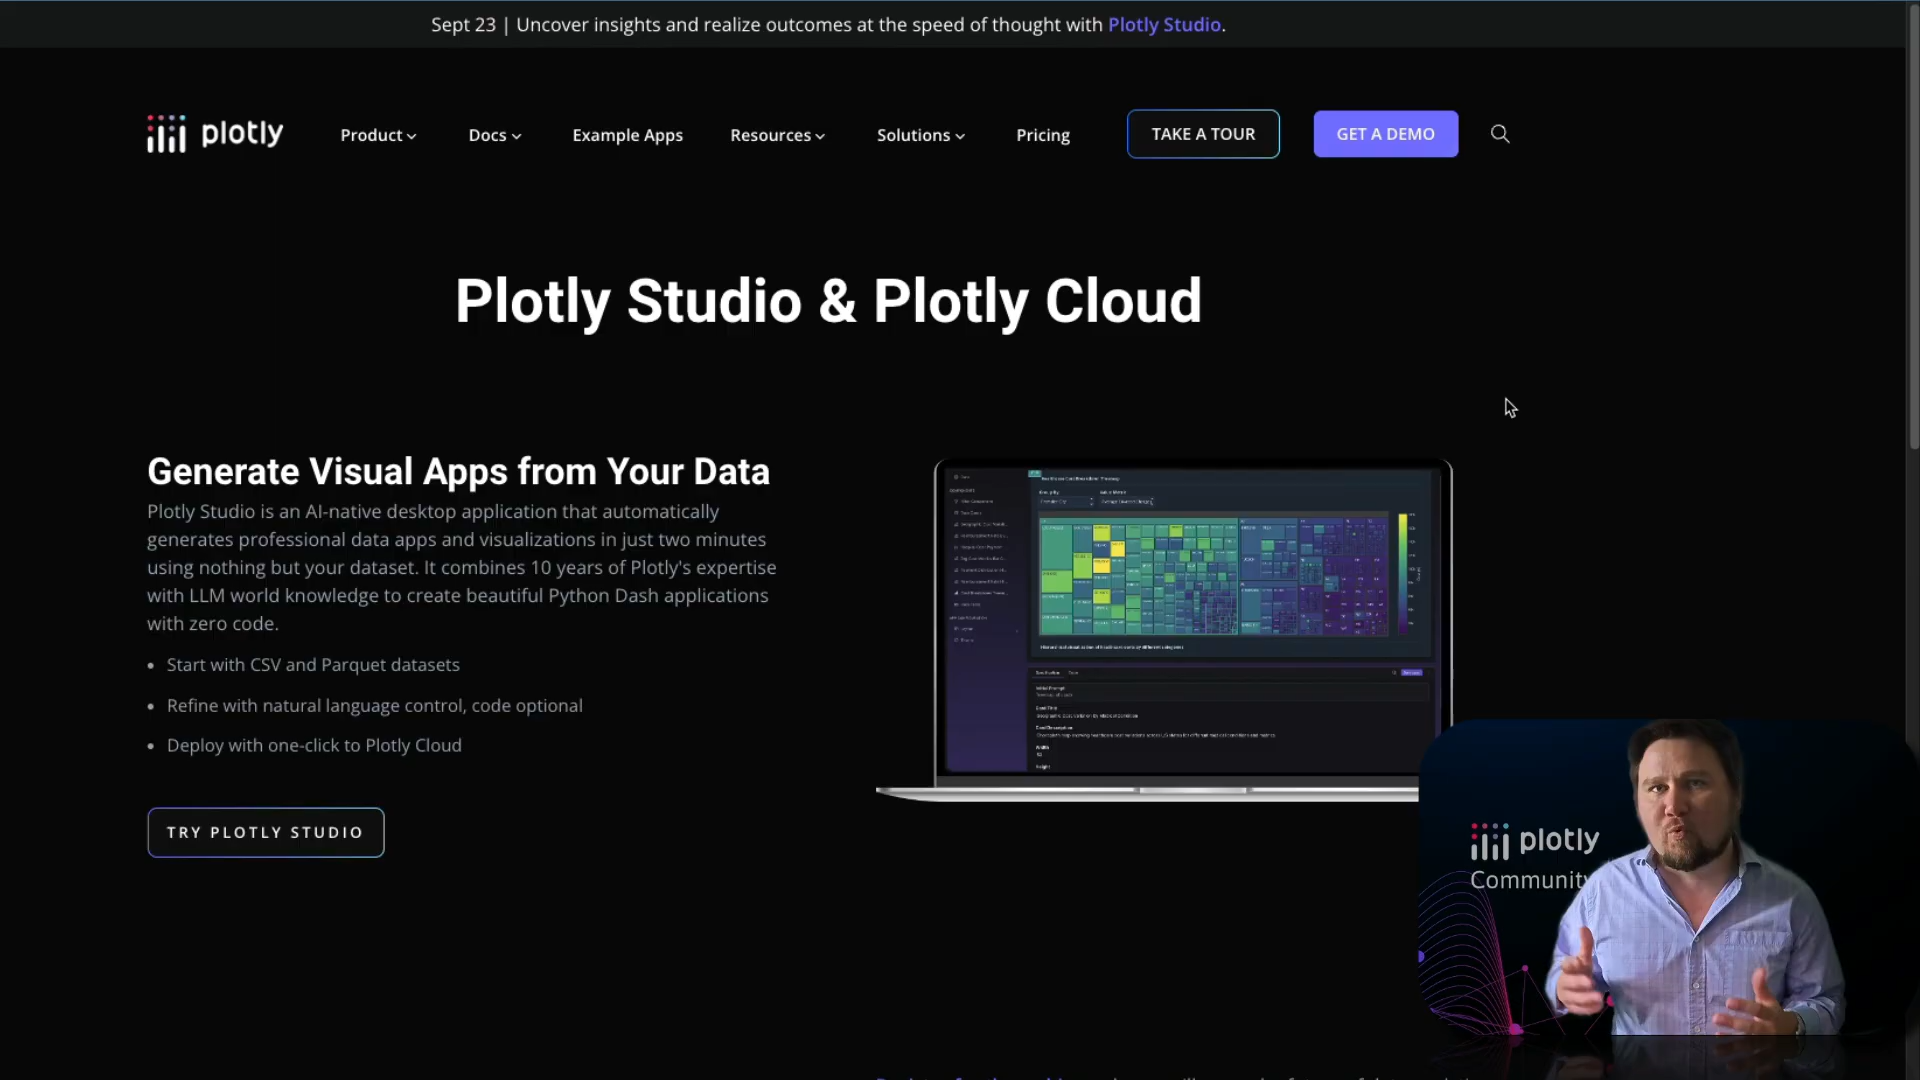 Sept 23 | Uncover insights and realize outcomes at the speed of thought with Plotly Studio.
plotly
Product
Docs
Example Apps
Resources
Solutions
Pricing
TAKE A TOUR
GET A DEMO
Plotly Studio & Plotly Cloud
Generate Visual Apps from Your Data
Plotly Studio is an AI-native desktop application that automatically
generates professional data apps and visualizations in just two minutes
using nothing but your dataset. It combines 10 years of Plotly's expertise
with LLM world knowledge to create beautiful Python Dash applications
with zero code.
• Start with CSV and Parquet datasets
• Refine with natural language control, code optional
• Deploy with one-click to Plotly Cloud
TRY PLOTLY STUDIO
plotly
Community